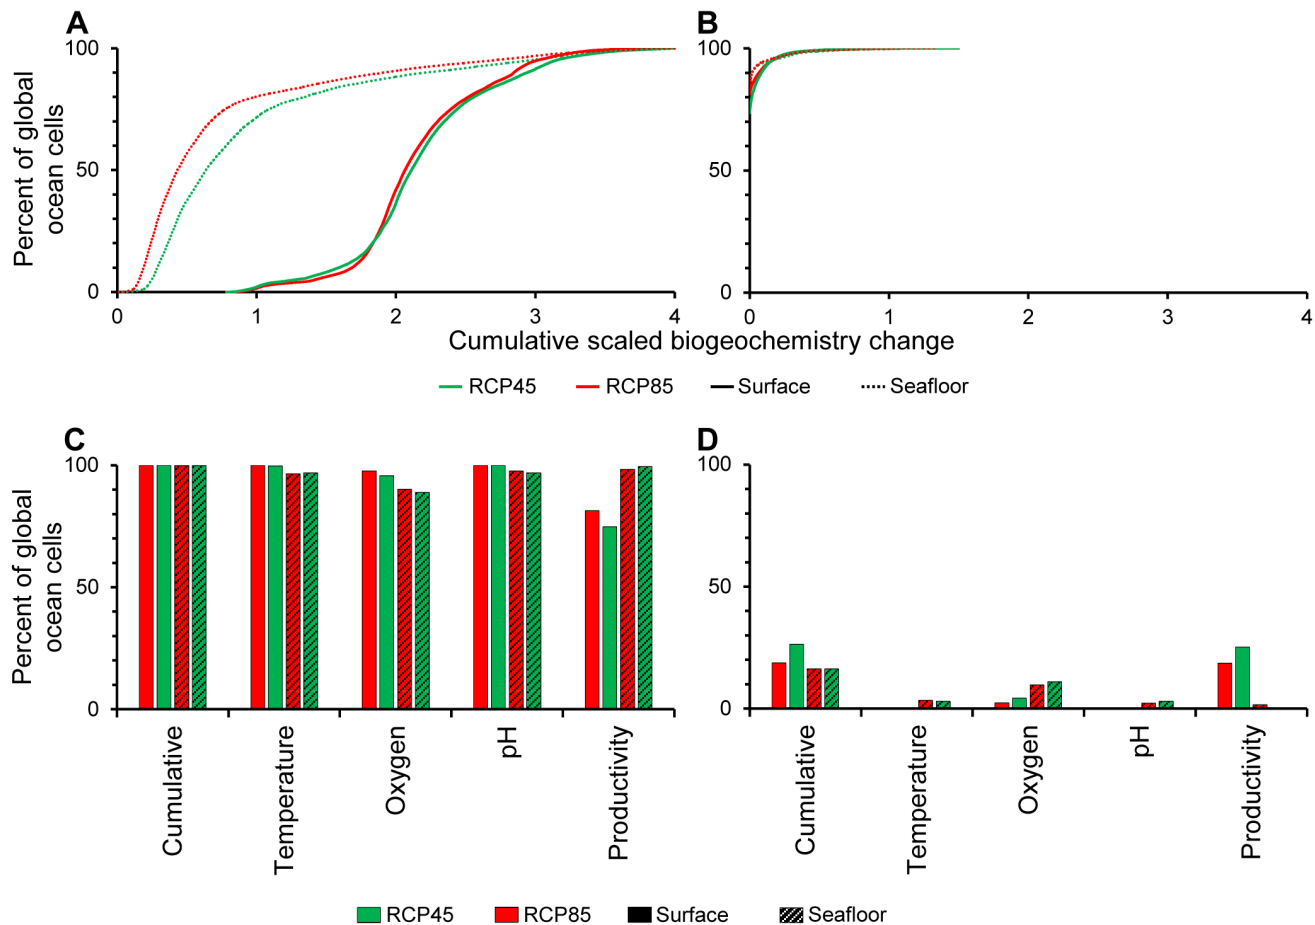 A
B
Percent of global
ocean cells
100
50
0
0
1
2
3
4
100
50
0
0
1
2
3
4
Cumulative scaled biogeochemistry change
RCP45
RCP85
Surface
Seafloor
C
D
Percent of global
ocean cells
100
50
0
Cumulative
Temperature
Oxygen
pH
Productivity
100
50
0
Cumulative
Temperature
Oxygen
pH
Productivity
RCP45
RCP85
Surface
Seafloor